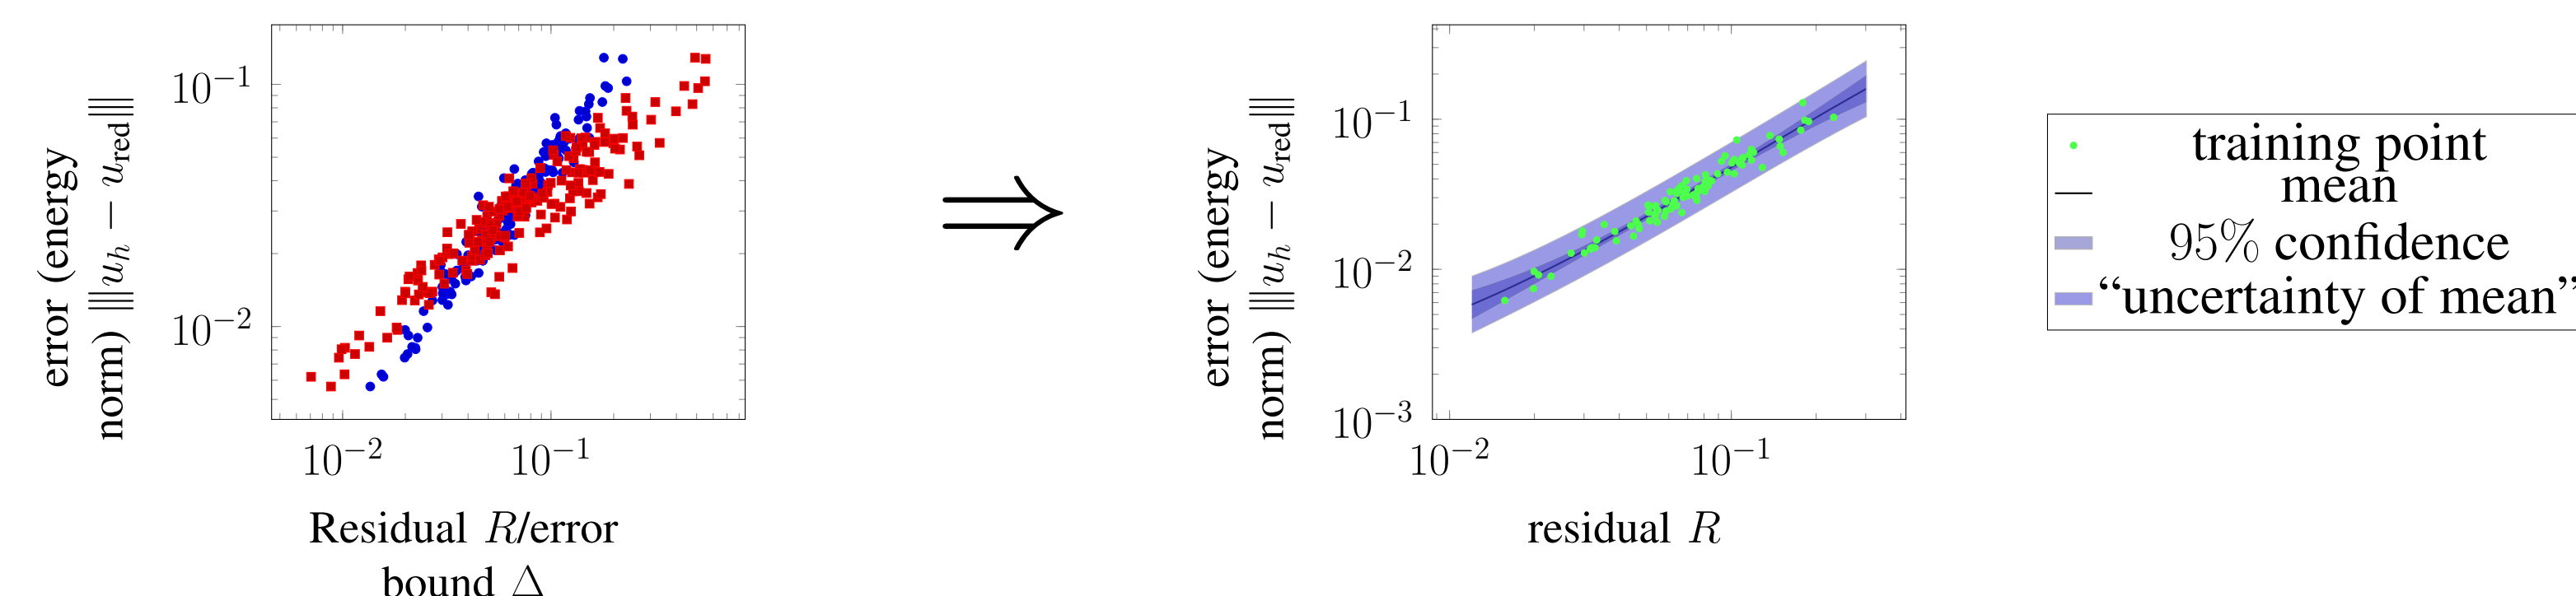 error (energy
norm) |||u_h − u_red|||
10^−1
10^−2
10^−2 10^−1
Residual R/error
bound Δ
⇒
error (energy
norm) |||u_h − u_red|||
10^−1
10^−2
10^−3
10^−2 10^−1
residual R
training point
mean
95% confidence
“uncertainty of mean”